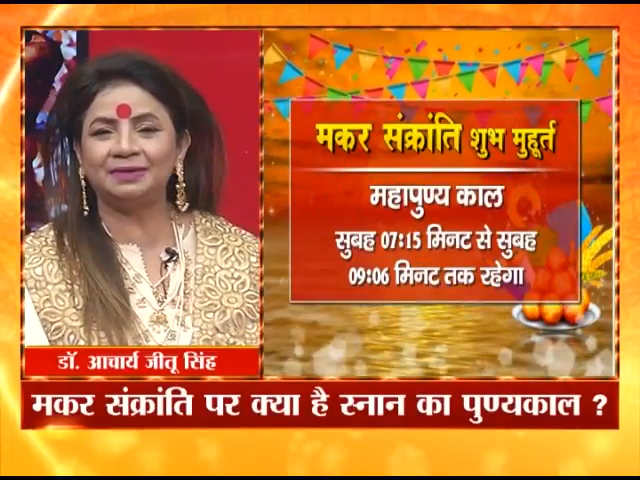 मकर संक्रांति शुभ मुहूर्त
महापुण्य काल
सुबह 07:15 मिनट से सुबह
09:06 मिनट तक रहेगा
डॉ. आचार्य जीतू सिंह
मकर संक्रांति पर क्या है स्नान का पुण्यकाल ?